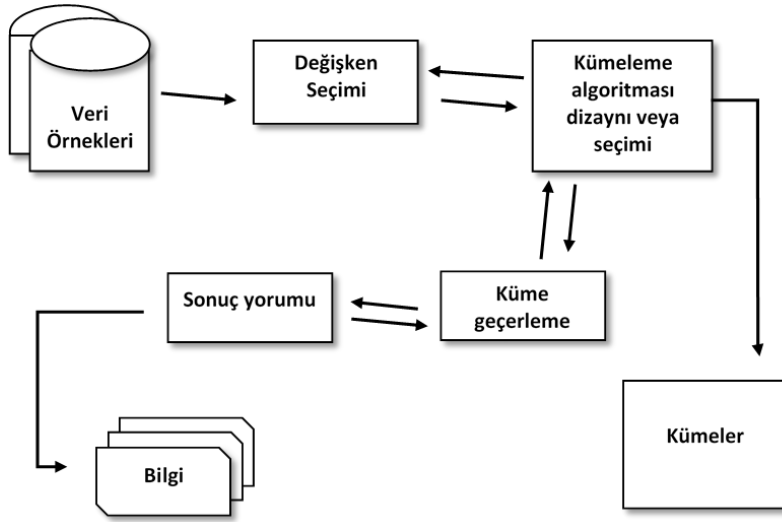 Veri
Örnekleri
Değişken
Seçimi
Kümeleme
algoritması
dizaynı veya
seçimi
Sonuç yorumu
Küme
geçerleme
Kümeler
Bilgi